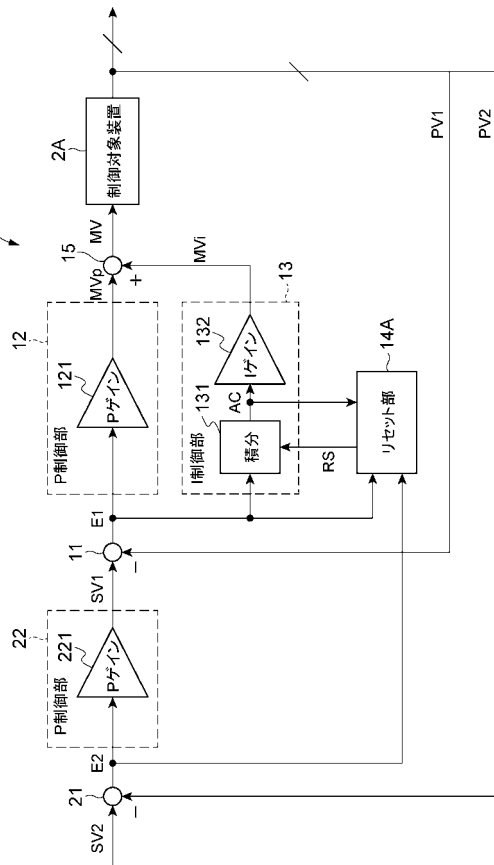 SV2
21
E2
22
P制御部
221
Pゲイン
SV1
11
E1
12
P制御部
121
Pゲイン
MVp
15
MV
2A
制御対象装置
+
MVi
13
I制御部
131
積分
AC
132
Iゲイン
RS
14A
リセット部
PV1
PV2
−
−